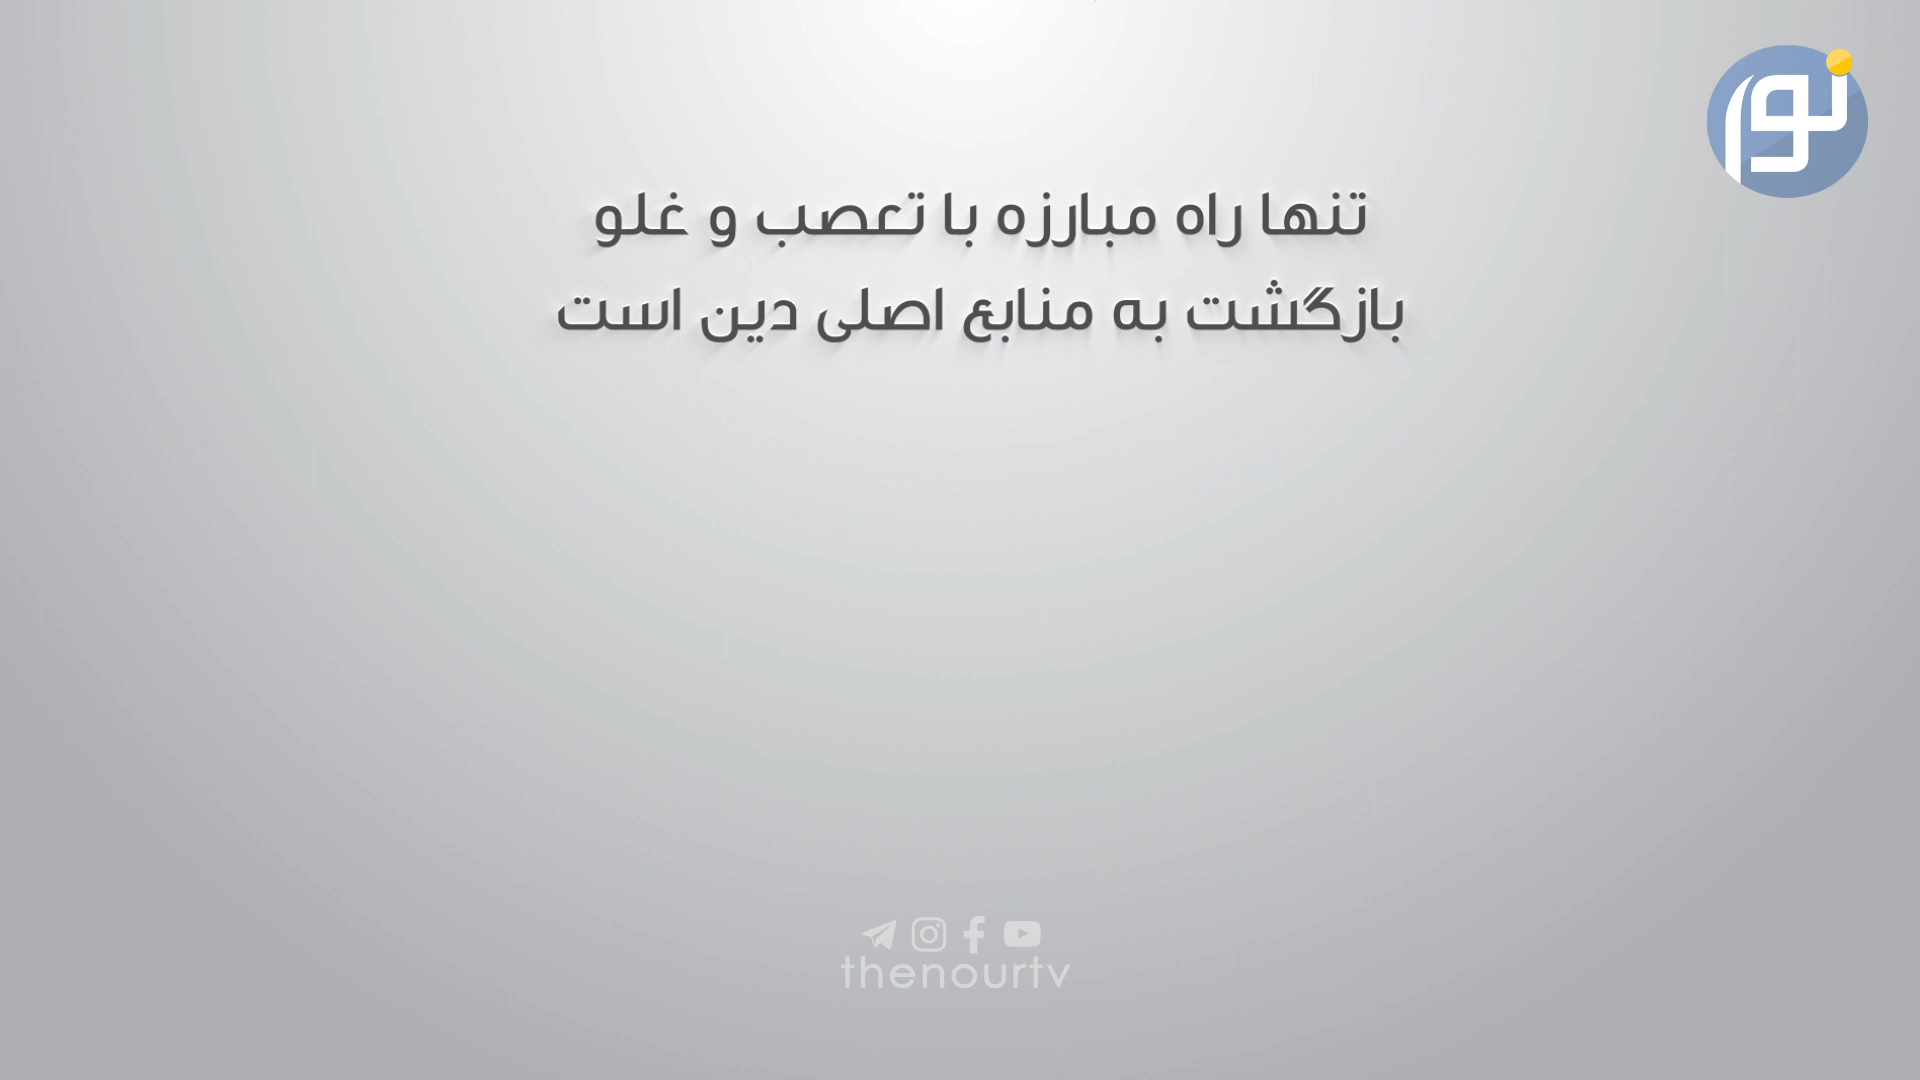 نور
تنها راه مبارزه با تعصب و غلو
بازگشت به منابع اصلی دین است
thenourtv